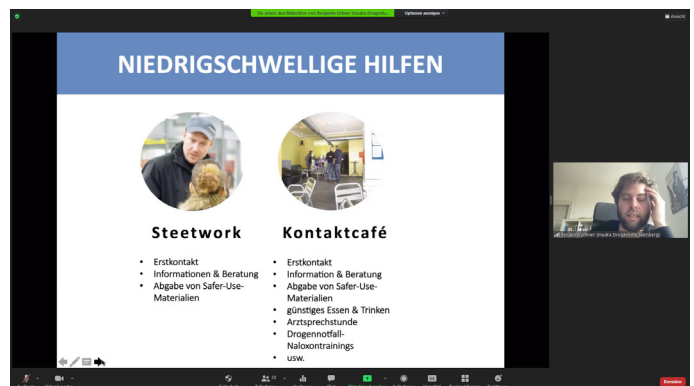 Optionen anzeigen
Ansicht
NIEDRIGSCHWELLIGE HILFEN
Steetwork
• Erstkontakt
• Informationen & Beratung
• Abgabe von Safer-Use-
Materialien
Kontaktcafé
• Erstkontakt
• Information & Beratung
• Abgabe von Safer-Use-
Materialien
• günstiges Essen & Trinken
• Arztsprechstunde
• Drogennotfall-
Naloxontrainings
• usw.
Beenden